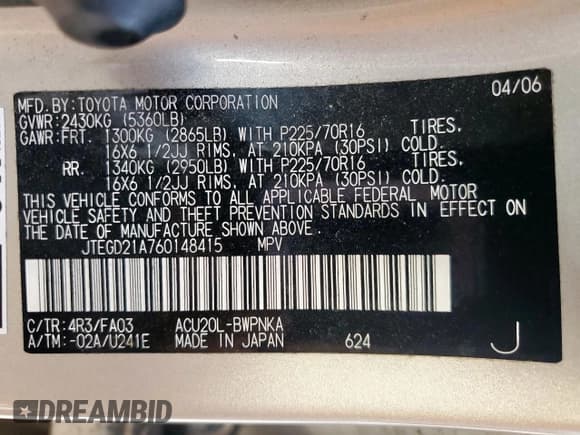 04/06
MFD.BY:TOYOTA MOTOR CORPORATION
GVWR:2430KG (5360LB)
GAWR:FRT. 1300KG (2865LB) WITH P225/70R16 TIRES,
16X6 1/2JJ RIMS, AT 210KPA (30PSI) COLD.
RR. 1340KG (2950LB) WITH P225/70R16 TIRES,
16X6 1/2JJ RIMS, AT 210KPA (30PSI) COLD.
THIS VEHICLE CONFORMS TO ALL APPLICABLE FEDERAL MOTOR
VEHICLE SAFETY AND THEFT PREVENTION STANDARDS IN EFFECT ON
THE DATE OF MANUFACTURE SHOWN ABOVE.
JTEGD21A760148415 MPV
C/TR:4R3/FA03 ACU20L-BWPNKA
A/TM:-02A/U241E MADE IN JAPAN 624 J
DREAMBID